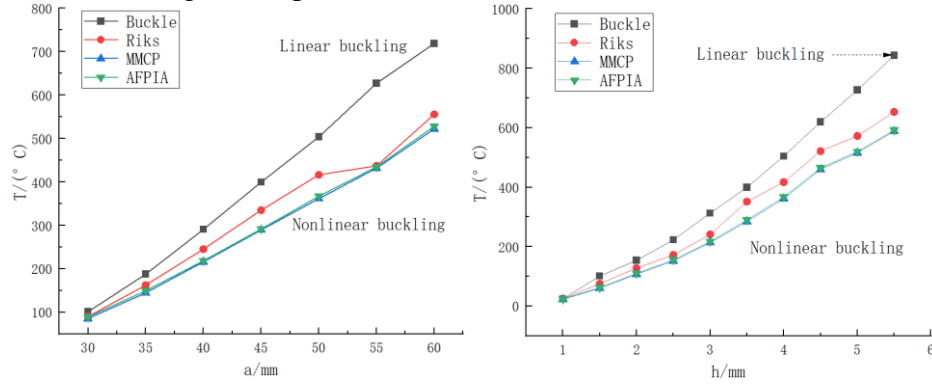 Buckle
Riks
MMCP
AFPIA
Linear buckling
Nonlinear buckling
800
700
600
500
400
300
200
100
T/(° C)
30 35 40 45 50 55 60
a/mm
Buckle
Riks
MMCP
AFPIA
Linear buckling
Nonlinear buckling
1000
800
600
400
200
0
T/(° C)
1 2 3 4 5 6
h/mm